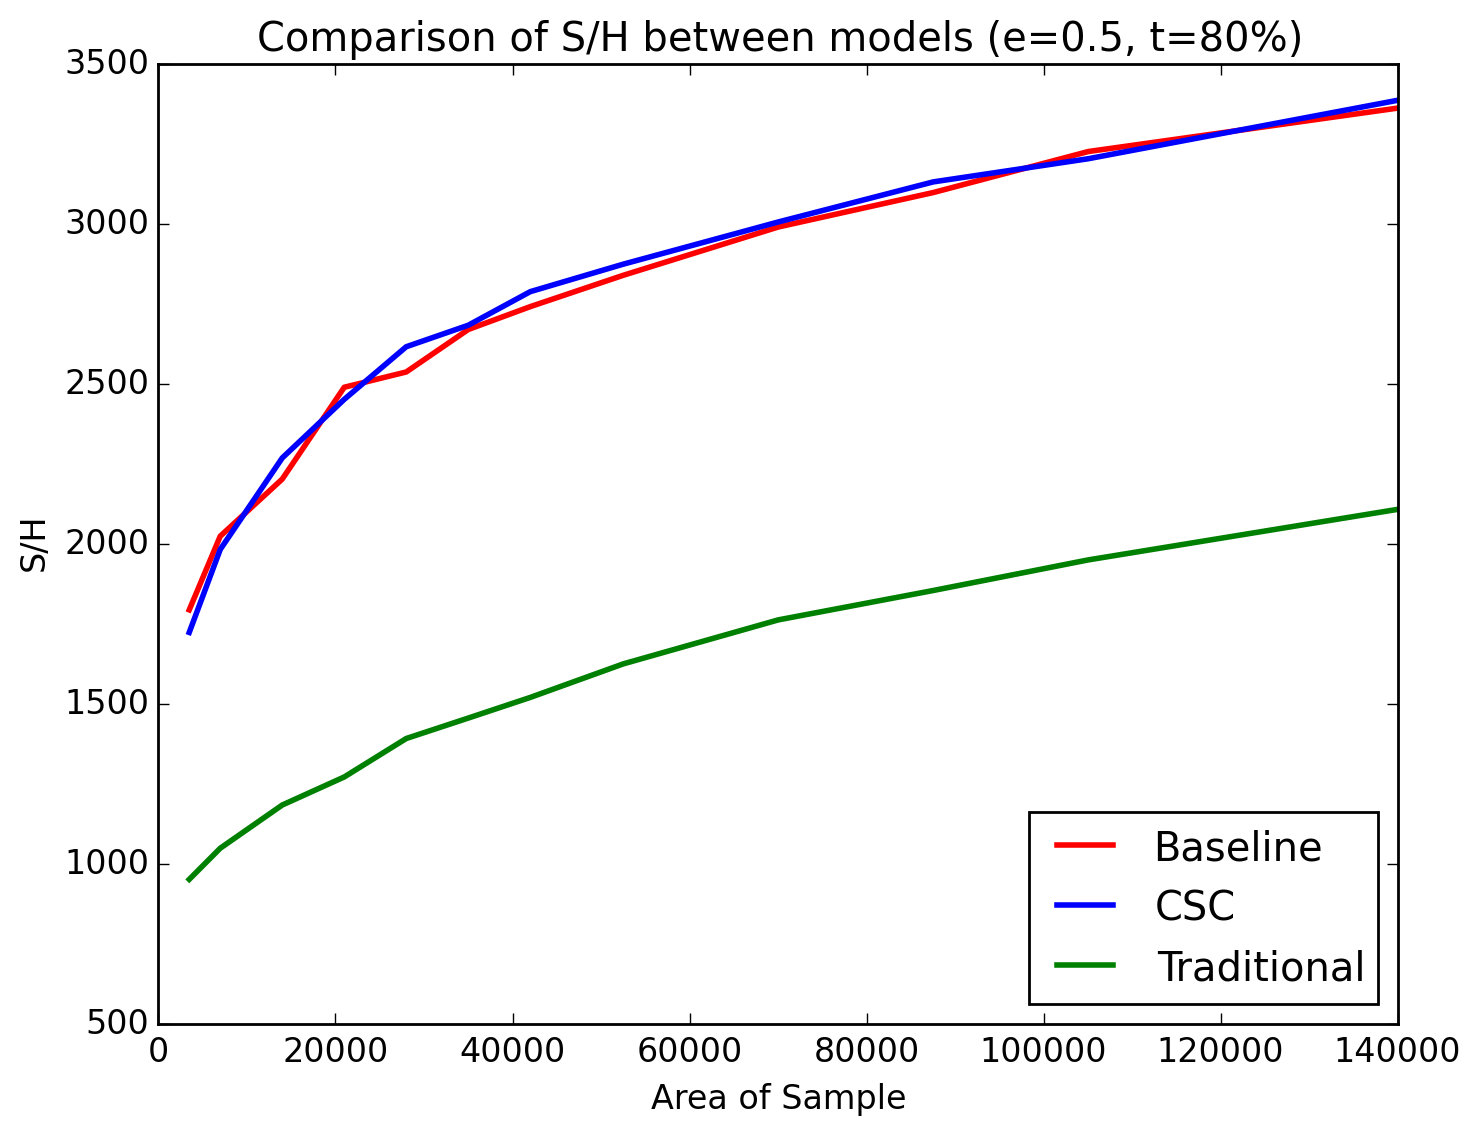 Comparison of S/H between models (e=0.5, t=80%)
3500
3000
2500
2000
1500
1000
500
S/H
0 20000 40000 60000 80000 100000 120000 140000
Area of Sample
Baseline
CSC
Traditional